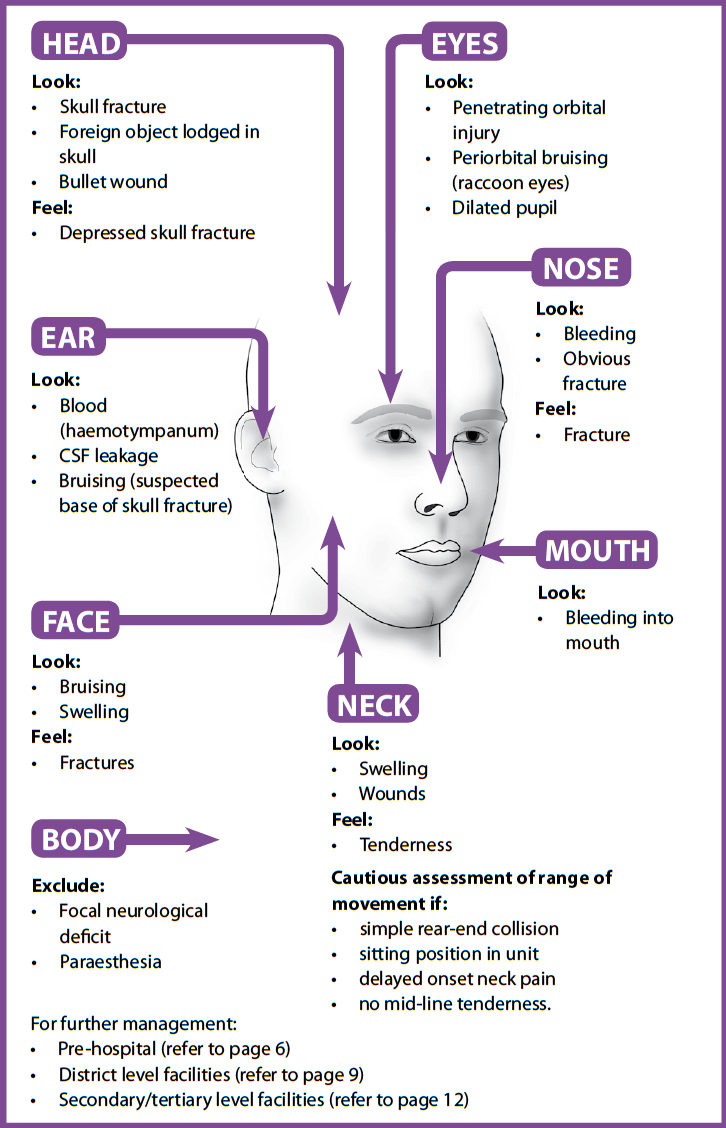 HEAD
Look:
• Skull fracture
• Foreign object lodged in
skull
• Bullet wound
Feel:
• Depressed skull fracture
EYES
Look:
• Penetrating orbital
injury
• Periorbital bruising
(raccoon eyes)
• Dilated pupil
NOSE
Look:
• Bleeding
• Obvious
fracture
Feel:
• Fracture
EAR
Look:
• Blood
(haemotympanum)
• CSF leakage
• Bruising (suspected
base of skull fracture)
MOUTH
Look:
• Bleeding into
mouth
FACE
Look:
• Bruising
• Swelling
Feel:
• Fractures
NECK
Look:
• Swelling
• Wounds
Feel:
• Tenderness
Cautious assessment of range of
movement if:
• simple rear-end collision
• sitting position in unit
• delayed onset neck pain
• no mid-line tenderness.
BODY
Exclude:
• Focal neurological
deficit
• Paraesthesia
For further management:
• Pre-hospital (refer to page 6)
• District level facilities (refer to page 9)
• Secondary/tertiary level facilities (refer to page 12)